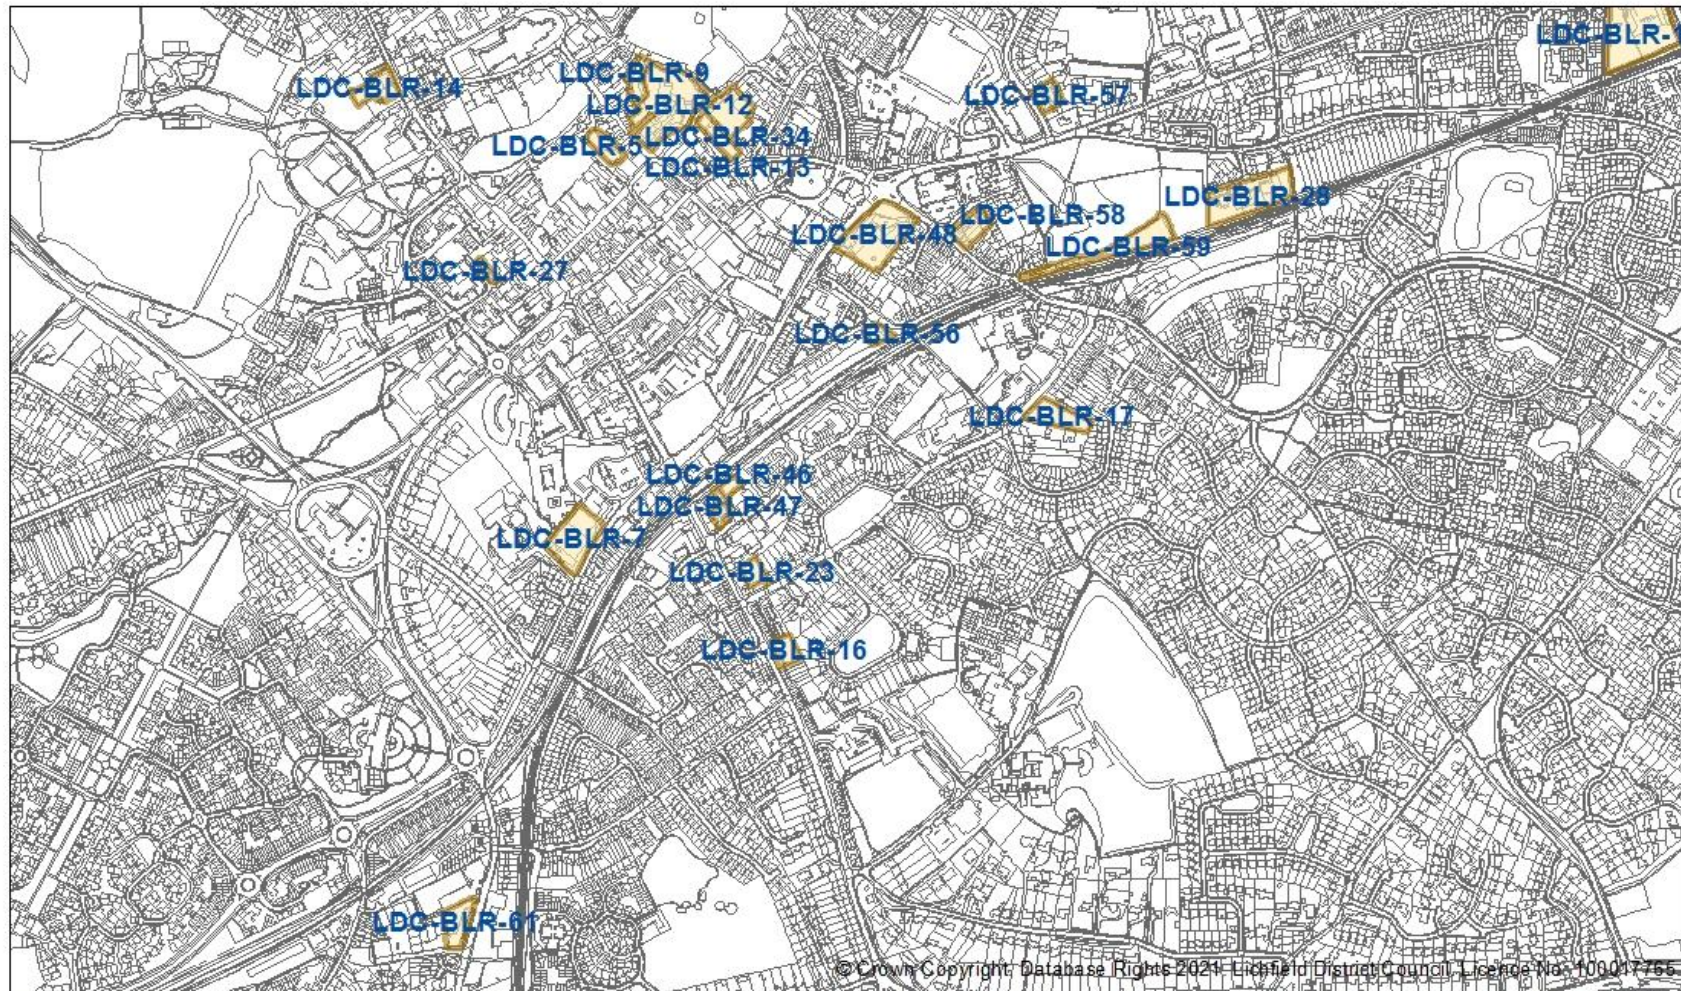 LDC-BLR-1
LDC-BLR-14
LDC-BLR-9
LDC-BLR-57
LDC-BLR-12
LDC-BLR-34
LDC-BLR-5
LDC-BLR-13
LDC-BLR-28
LDC-BLR-58
LDC-BLR-48
LDC-BLR-59
LDC-BLR-27
LDC-BLR-56
LDC-BLR-17
LDC-BLR-46
LDC-BLR-47
LDC-BLR-7
LDC-BLR-23
LDC-BLR-16
LDC-BLR-61
© Crown Copyright, Database Rights 2021. Lichfield District Council, Licence No: 100017765